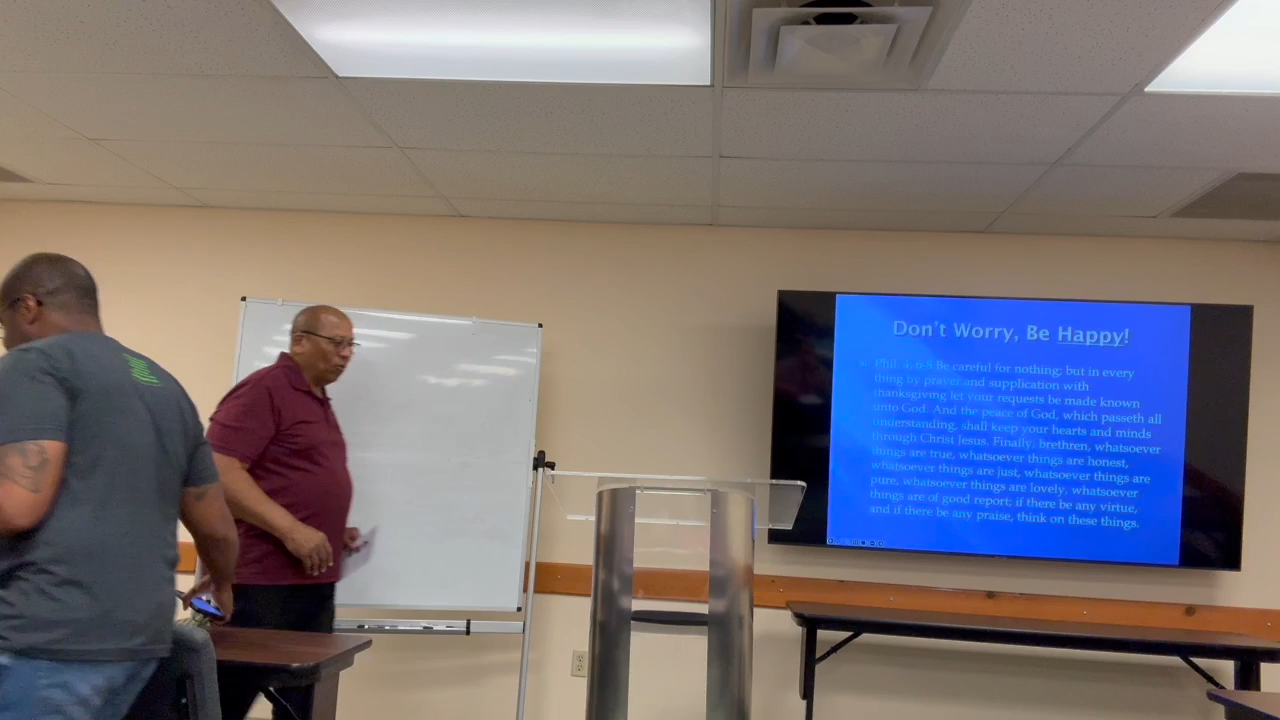 Don't Worry, Be Happy!
Phil. 4, 6-8 Be careful for nothing; but in every
thing by prayer and supplication with
thanksgiving let your requests be made known
unto God. And the peace of God, which passeth all
understanding, shall keep your hearts and minds
through Christ Jesus. Finally, brethren, whatsoever
things are true, whatsoever things are honest,
whatsoever things are just, whatsoever things are
pure, whatsoever things are lovely, whatsoever
things are of good report; if there be any virtue,
and if there be any praise, think on these things.